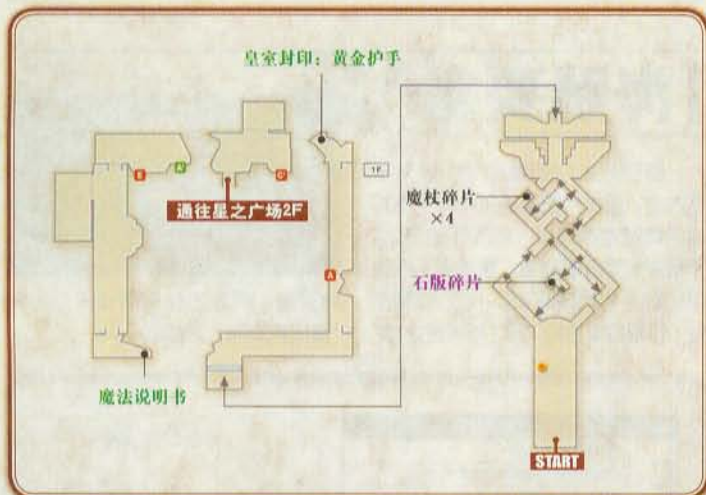 皇室封印：黄金护手
E
A'
C'
1F
通往星之广场2F
魔杖碎片
×4
A
石版碎片
魔法说明书
START